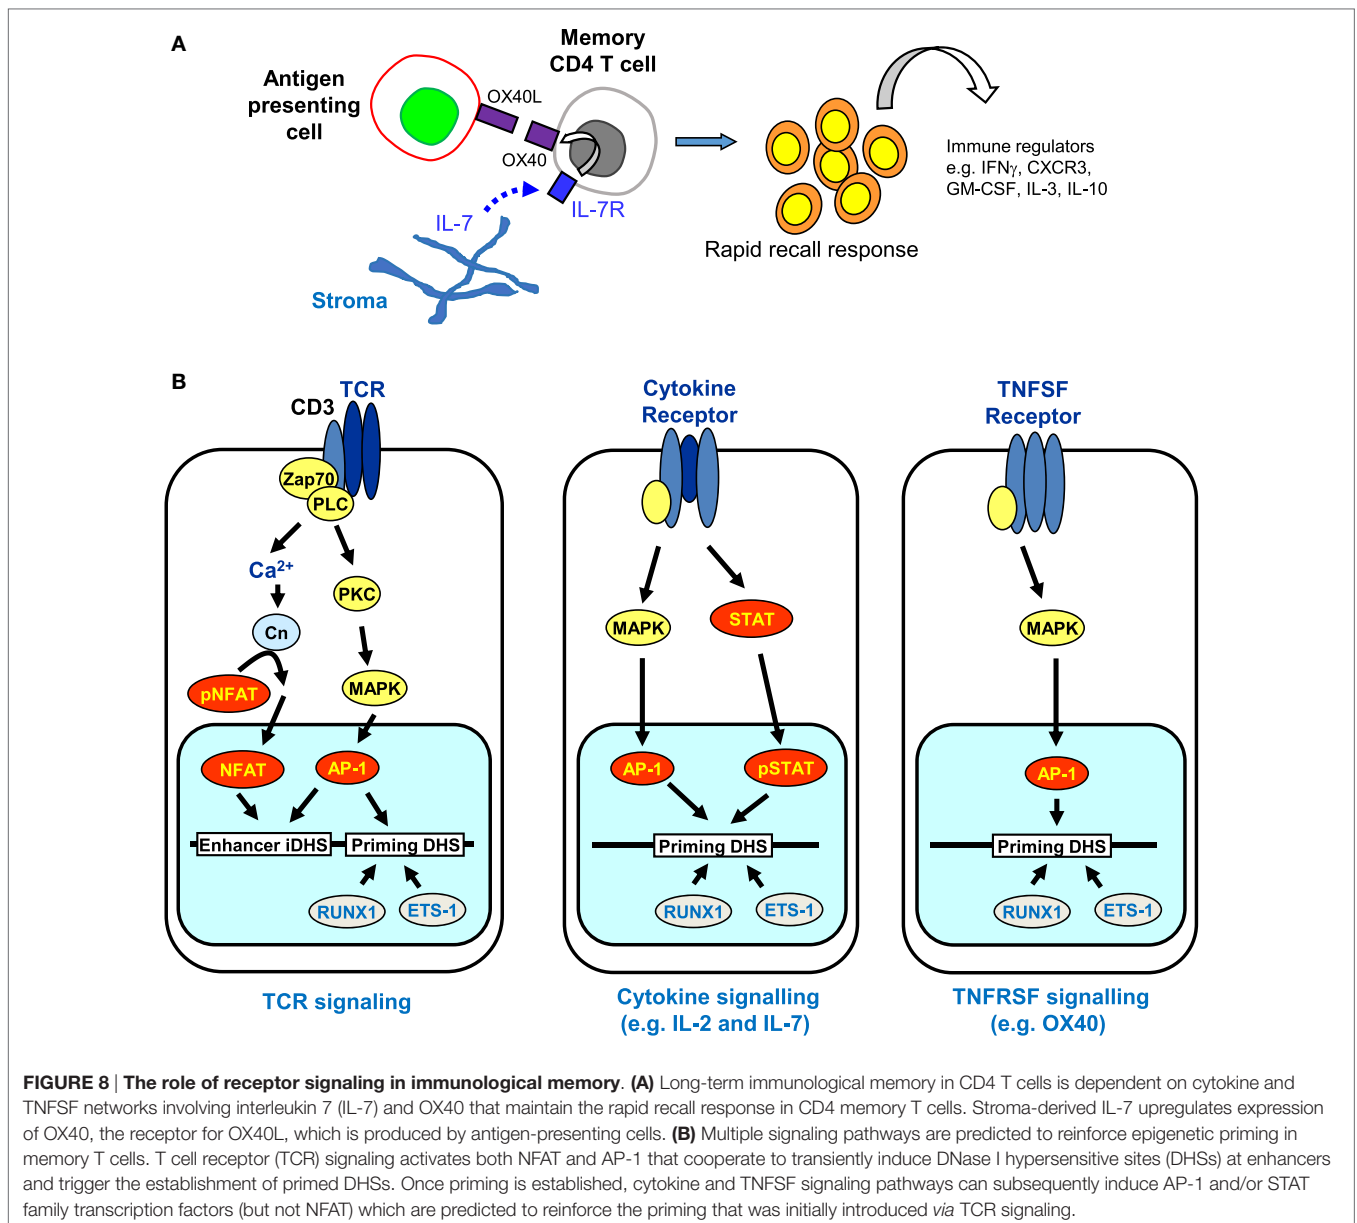 A
Memory
CD4 T cell
Antigen
presenting
cell
OX40L
OX40
IL-7
IL-7R
Stroma
Rapid recall response
Immune regulators
e.g. IFNγ, CXCR3,
GM-CSF, IL-3, IL-10
B
TCR
CD3
Zap70
PLC
Ca²⁺
PKC
Cn
pNFAT
MAPK
NFAT
AP-1
Enhancer iDHS
Priming DHS
RUNX1
ETS-1
TCR signaling
Cytokine
Receptor
MAPK
STAT
AP-1
pSTAT
Priming DHS
RUNX1
ETS-1
Cytokine signalling
(e.g. IL-2 and IL-7)
TNFSF
Receptor
MAPK
AP-1
Priming DHS
RUNX1
ETS-1
TNFRSF signalling
(e.g. OX40)
FIGURE 8 | The role of receptor signaling in immunological memory. (A) Long-term immunological memory in CD4 T cells is dependent on cytokine and
TNFSF networks involving interleukin 7 (IL-7) and OX40 that maintain the rapid recall response in CD4 memory T cells. Stroma-derived IL-7 upregulates expression
of OX40, the receptor for OX40L, which is produced by antigen-presenting cells. (B) Multiple signaling pathways are predicted to reinforce epigenetic priming in
memory T cells. T cell receptor (TCR) signaling activates both NFAT and AP-1 that cooperate to transiently induce DNase I hypersensitive sites (DHSs) at enhancers
and trigger the establishment of primed DHSs. Once priming is established, cytokine and TNFSF signaling pathways can subsequently induce AP-1 and/or STAT
family transcription factors (but not NFAT) which are predicted to reinforce the priming that was initially introduced via TCR signaling.